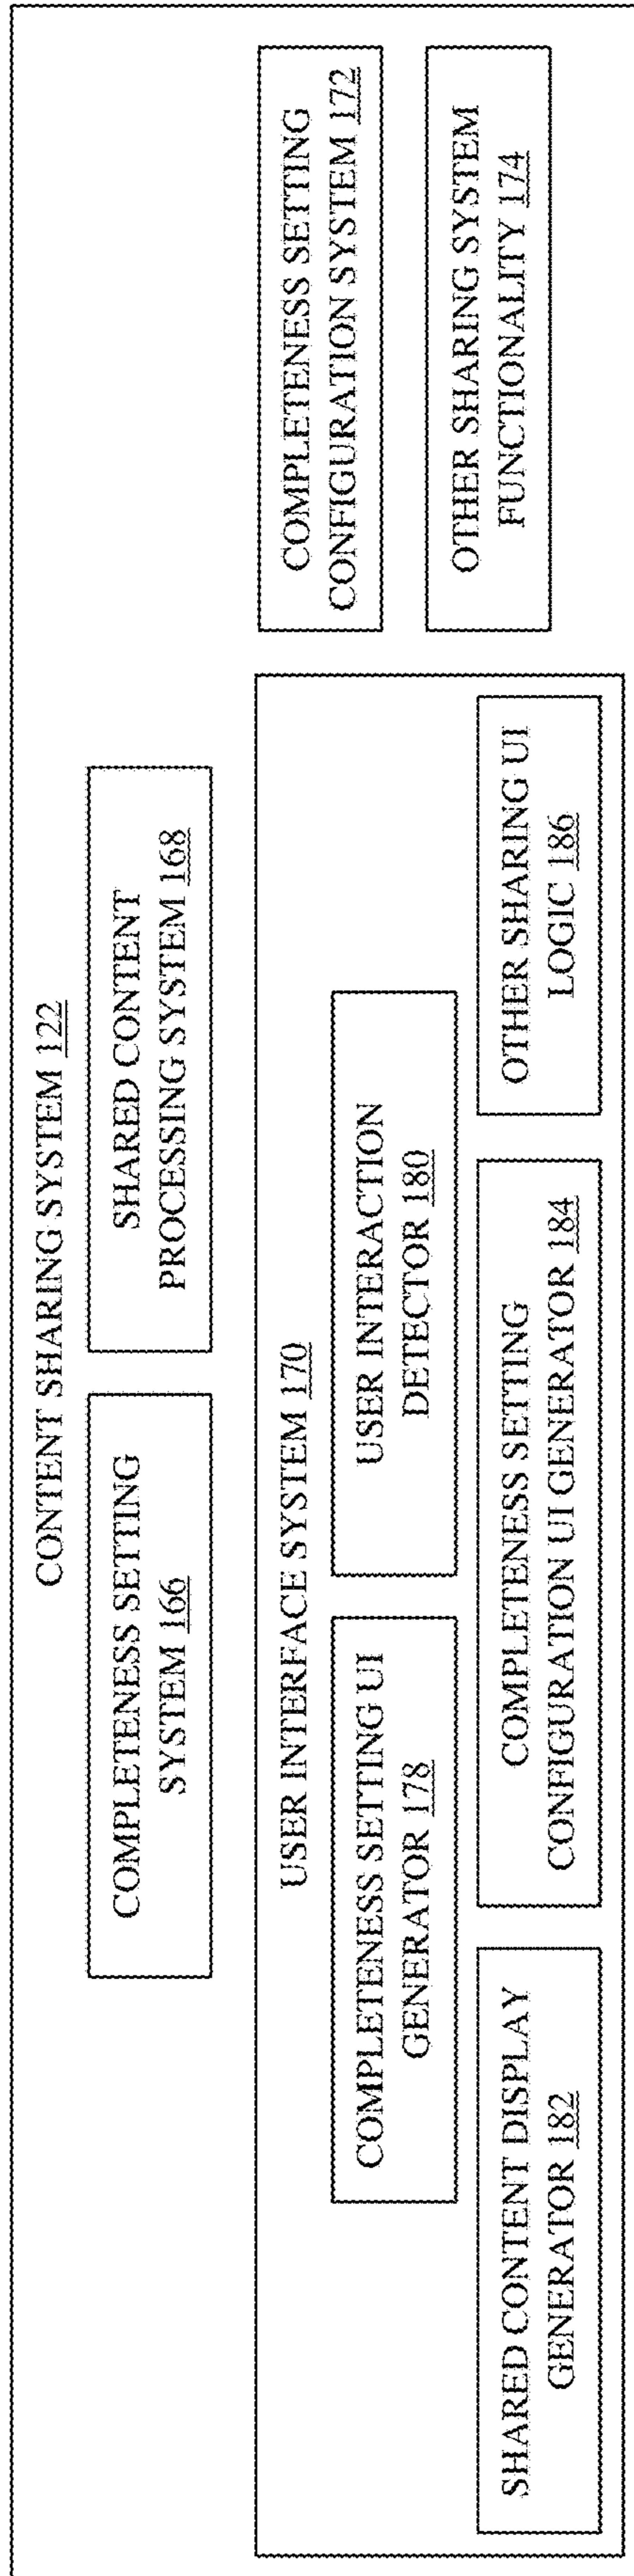 CONTENT SHARING SYSTEM 122
COMPLETENESS SETTING
SYSTEM 166
SHARED CONTENT
PROCESSING SYSTEM 168
USER INTERFACE SYSTEM 170
COMPLETENESS SETTING UI
GENERATOR 178
USER INTERACTION
DETECTOR 180
SHARED CONTENT DISPLAY
GENERATOR 182
COMPLETENESS SETTING
CONFIGURATION UI GENERATOR 184
OTHER SHARING UI
LOGIC 186
COMPLETENESS SETTING
CONFIGURATION SYSTEM 172
OTHER SHARING SYSTEM
FUNCTIONALITY 174